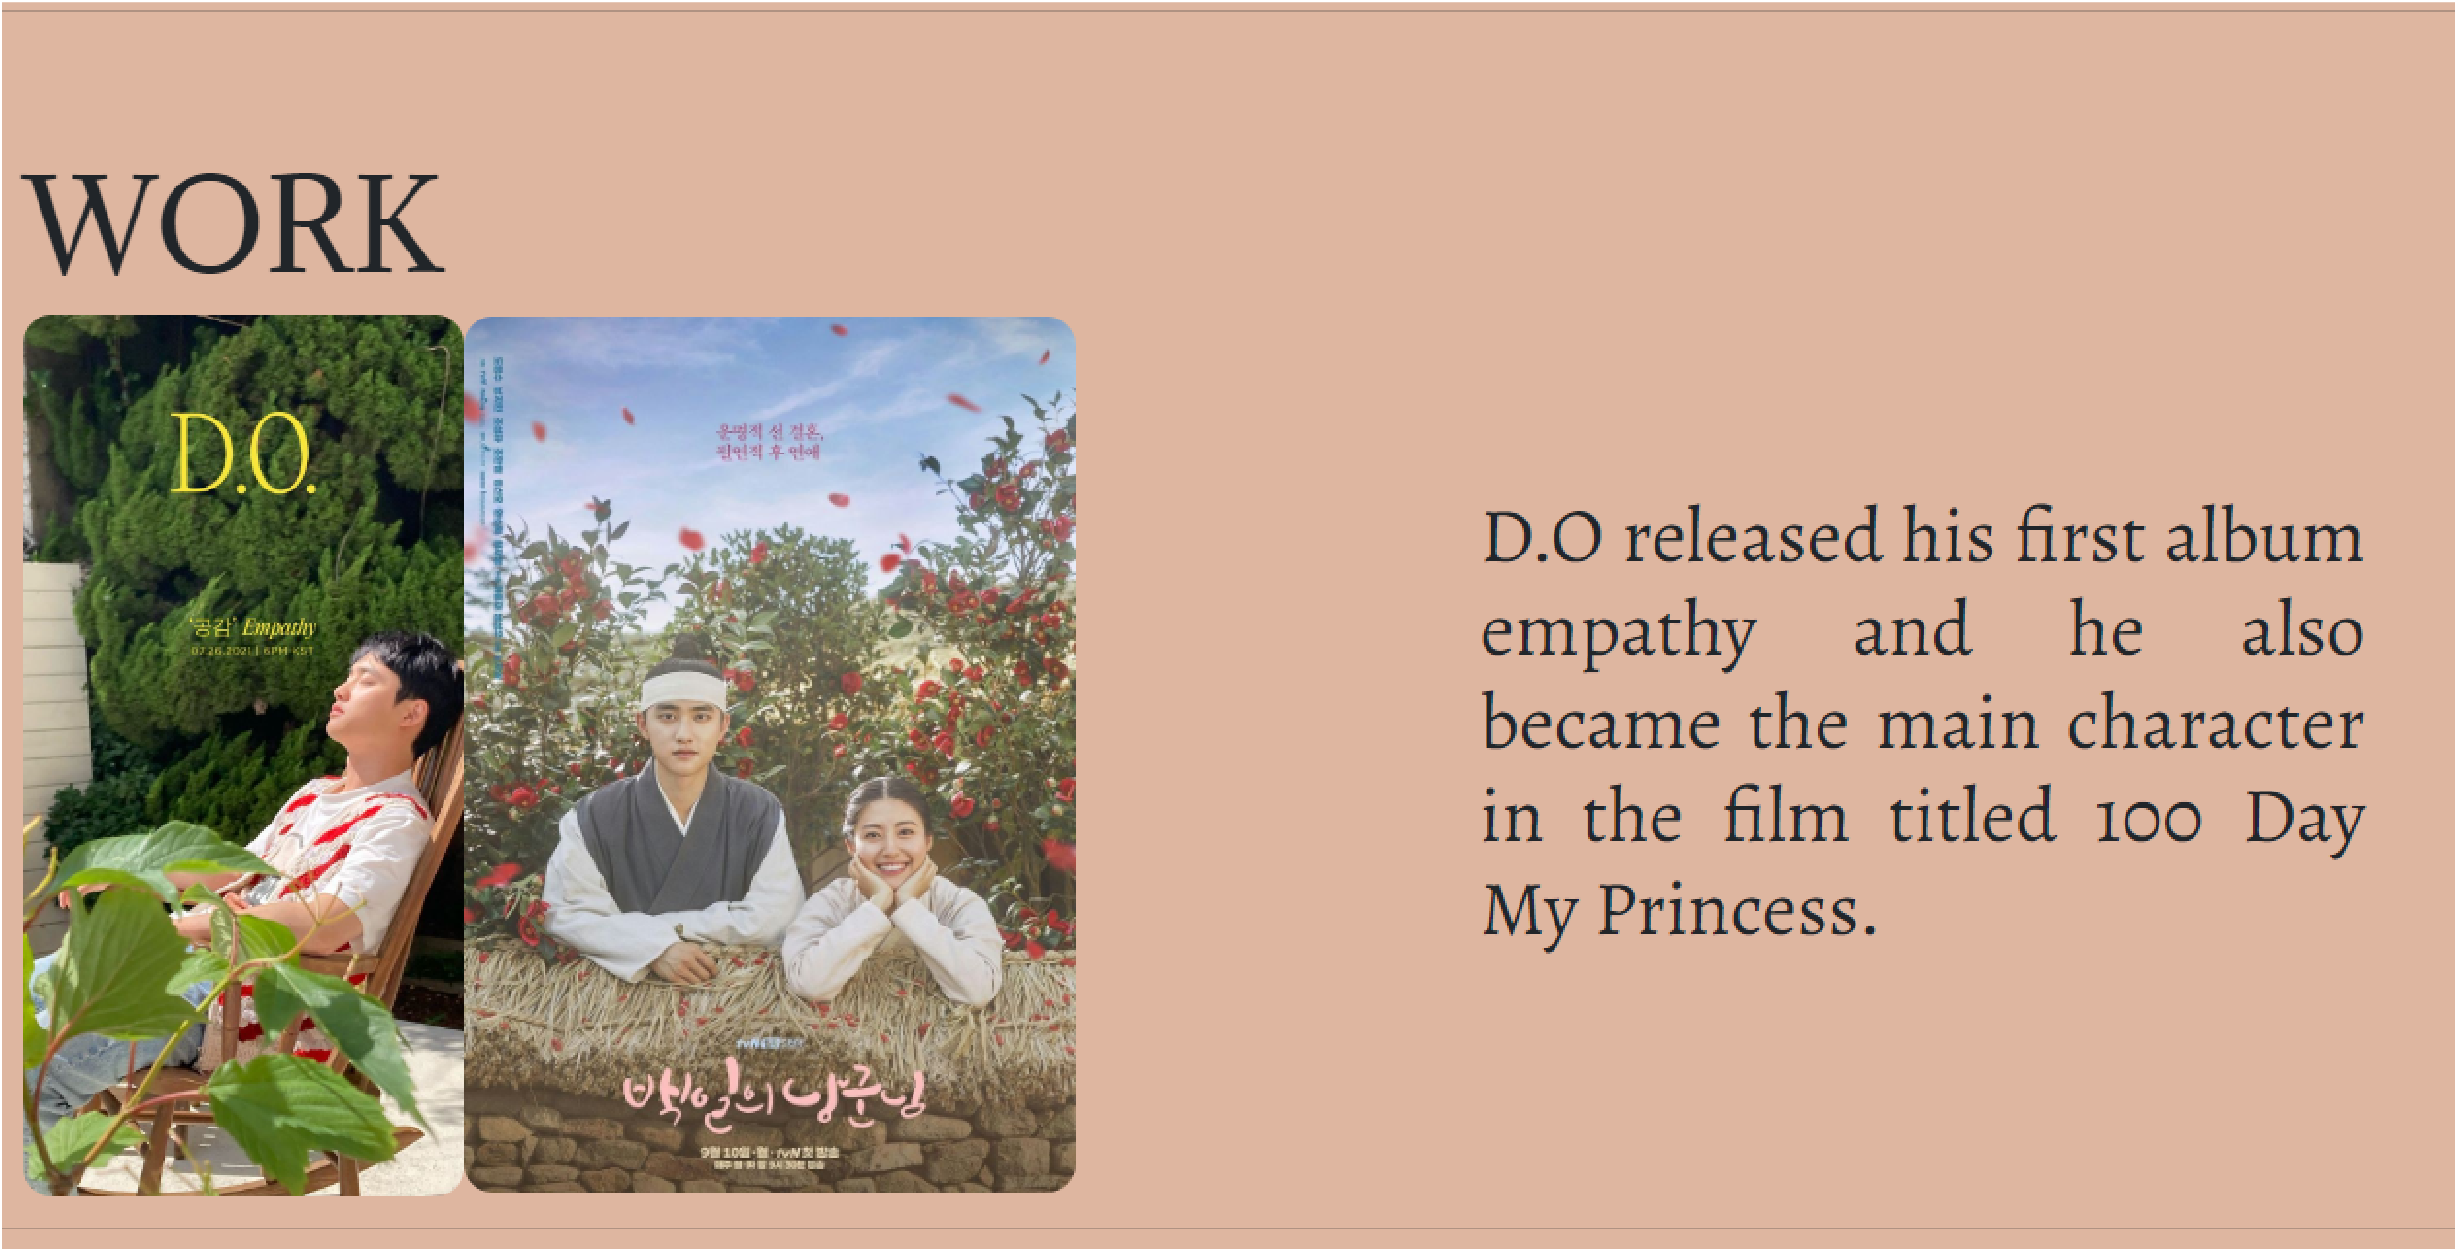 WORK
D.O.
'공감' Empathy
07.26.2021 | 6PM KST
운명적 선 결혼,
필연적 후 연애
백일의 낭군님
9월 10일·월·tvN 첫 방송
D.O released his first album
empathy and he also
became the main character
in the film titled 100 Day
My Princess.